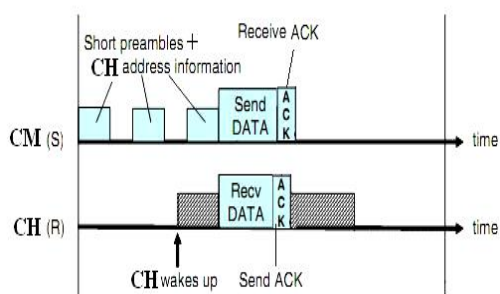 Receive ACK
Short preambles +
CH address information
Send
DATA
A
C
K
CM (S)
time
Recv
DATA
A
C
K
CH (R)
time
CH wakes up
Send ACK